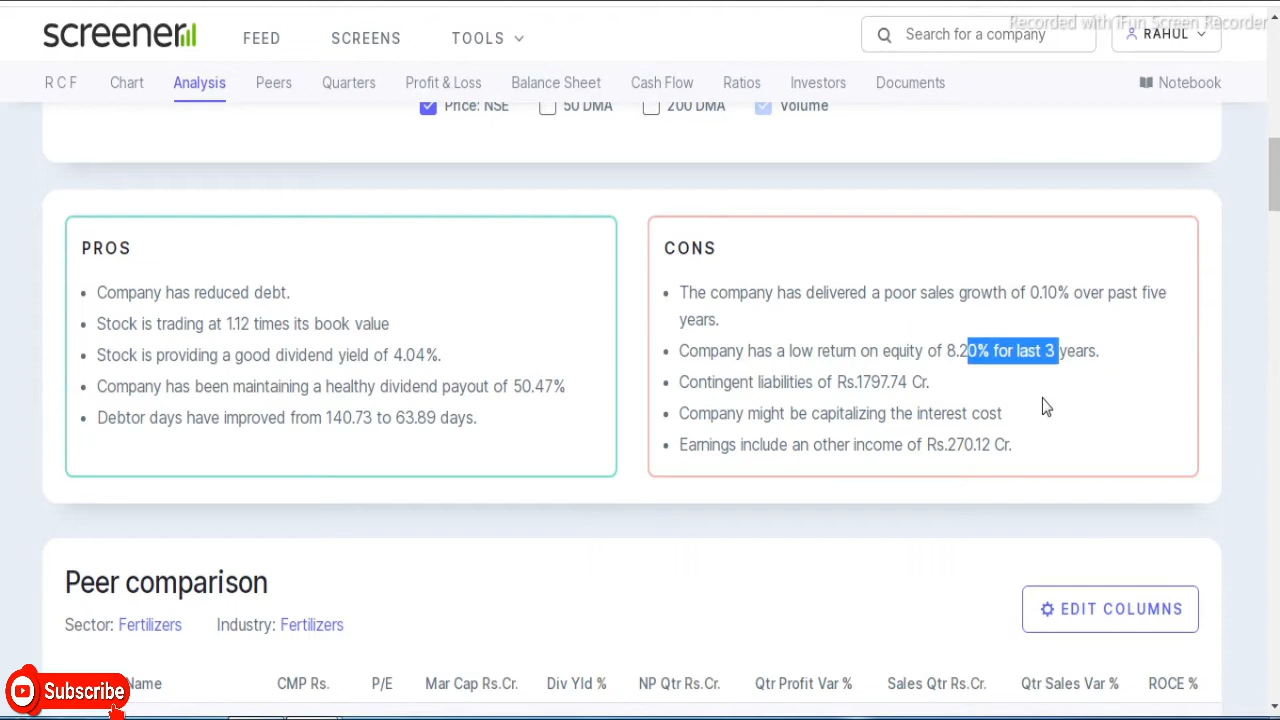 Recorded with iFun Screen Recorder
screener
FEED SCREENS TOOLS
Search for a company
RAHUL
R C F Chart Analysis Peers Quarters Profit & Loss Balance Sheet Cash Flow Ratios Investors Documents Notebook
Price: NSE 50 DMA 200 DMA Volume
PROS
Company has reduced debt.
Stock is trading at 1.12 times its book value
Stock is providing a good dividend yield of 4.04%.
Company has been maintaining a healthy dividend payout of 50.47%
Debtor days have improved from 140.73 to 63.89 days.
CONS
The company has delivered a poor sales growth of 0.10% over past five
years.
Company has a low return on equity of 8.20% for last 3 years.
Contingent liabilities of Rs.1797.74 Cr.
Company might be capitalizing the interest cost
Earnings include an other income of Rs.270.12 Cr.
Peer comparison
Sector: Fertilizers Industry: Fertilizers
EDIT COLUMNS
Name CMP Rs. P/E Mar Cap Rs.Cr. Div Yld % NP Qtr Rs.Cr. Qtr Profit Var % Sales Qtr Rs.Cr. Qtr Sales Var % ROCE %
Subscribe